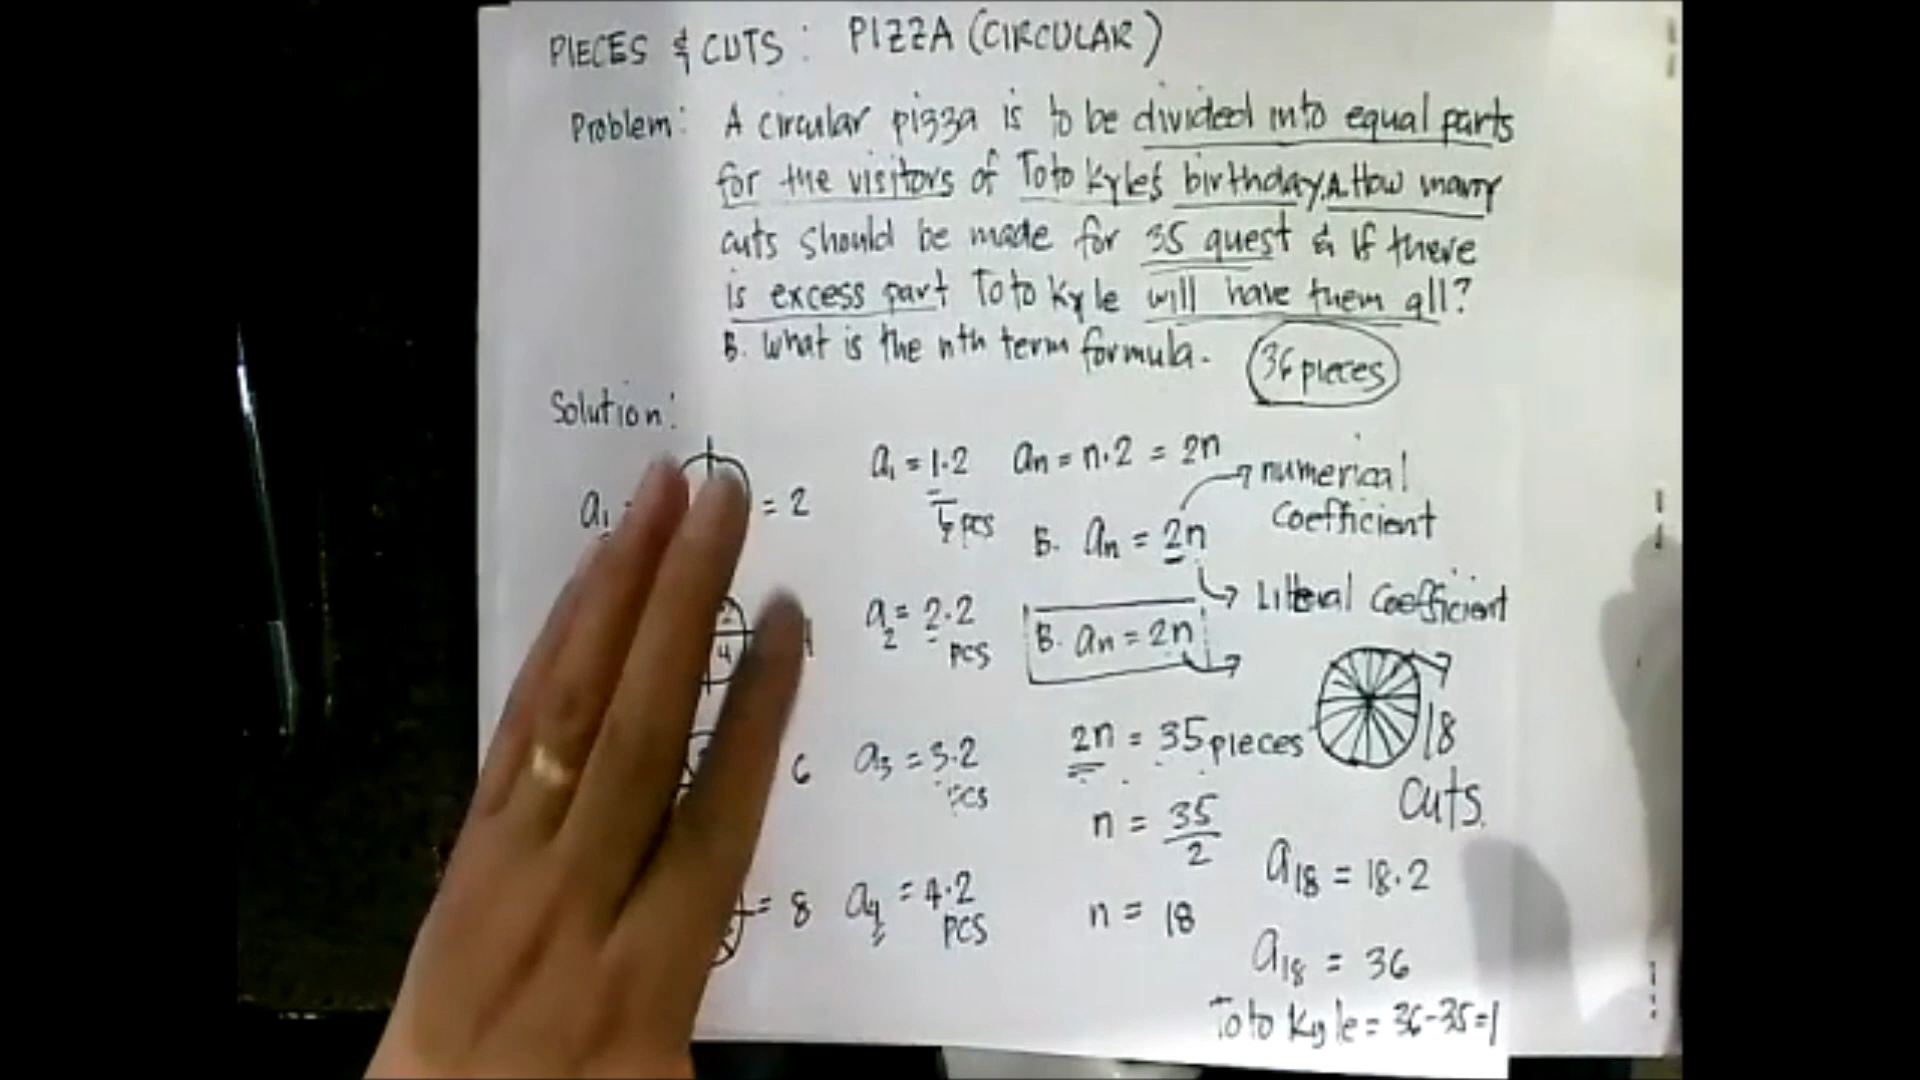 PIECES & CUTS: PIZZA (CIRCULAR)
Problem: A circular pizza is to be divided into equal parts
for the visitors of Toto Kyle's birthday. A. How many
cuts should be made for 35 quest & if there
is excess part Toto Kyle will have them all?
B. What is the nth term formula.
36 pieces
Solution:
a1 = 2
a1 = 1·2
pcs
an = n·2 = 2n
numerical
coefficient
B. an = 2n
Literal Coefficient
4
a2 = 2·2
pcs
B. an = 2n
6
a3 = 3·2
pcs
2n = 35 pieces
18
cuts.
n = 35/2
a18 = 18·2
= 8
a4 = 4·2
pcs
n = 18
a18 = 36
Toto Kyle = 36-35=1